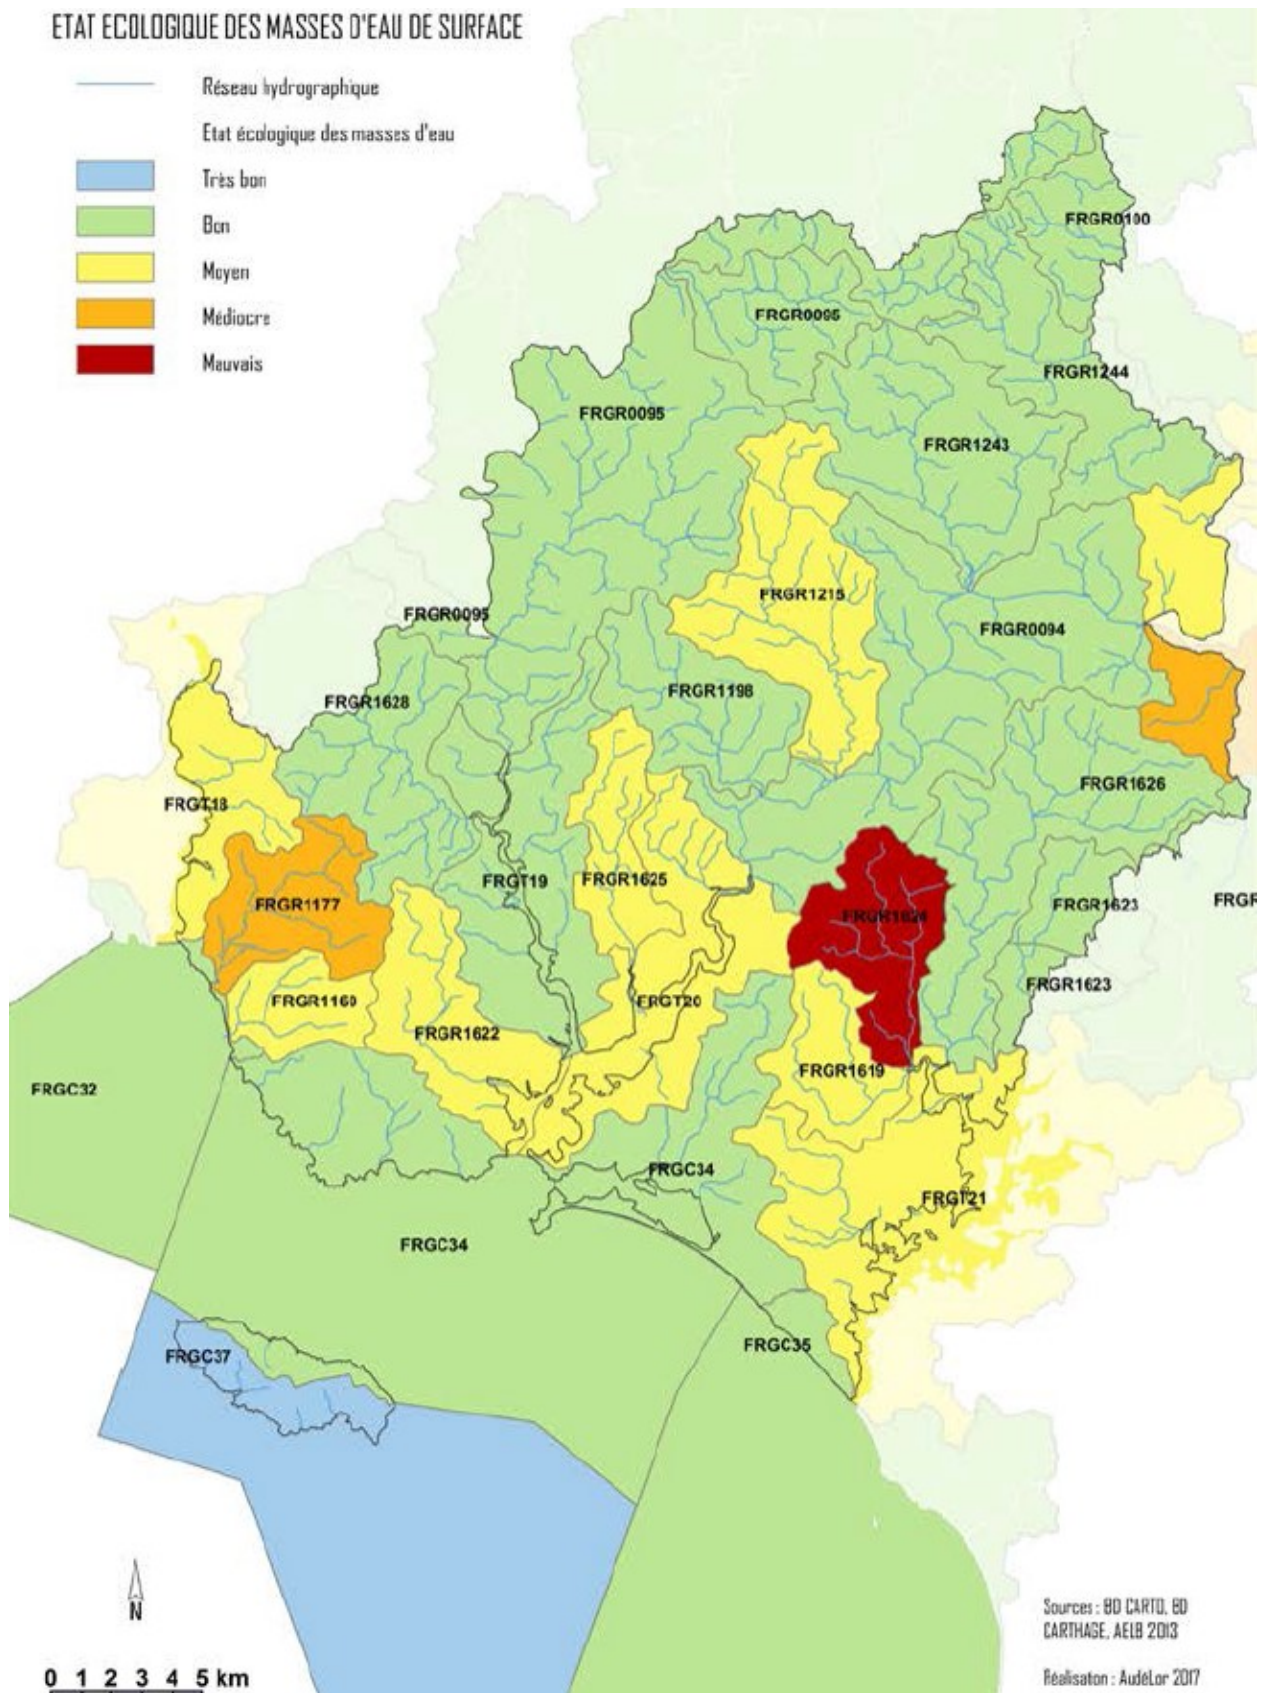 ETAT ECOLOGIQUE DES MASSES D'EAU DE SURFACE
Réseau hydrographique
Etat écologique des masses d'eau
Très bon
Bon
Moyen
Médiocre
Mauvais
FRGR0100
FRGR0095
FRGR1244
FRGR0095
FRGR1243
FRGR1215
FRGR0095
FRGR0094
FRGR1198
FRGR1628
FRGR1626
FRGT18
FRGT19
FRGR1625
FRGR1177
FRGR1623
FRGR
FRGR1624
FRGR1623
FRGR1160
FRGT20
FRGR1622
FRGR1619
FRGC32
FRGC34
FRGT21
FRGC34
FRGC35
FRGC37
N
0 1 2 3 4 5 km
Sources : BD CARTO, BD
CARTHAGE, AELB 2013
Réalisaton : AudéLor 2017